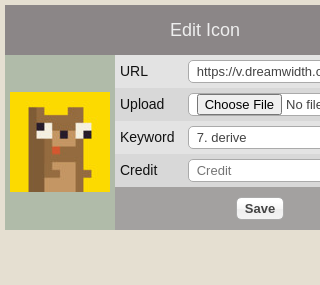 Edit Icon
URL https://v.dreamwidth.o
Upload Choose File No file
Keyword 7. derive
Credit Credit
Save